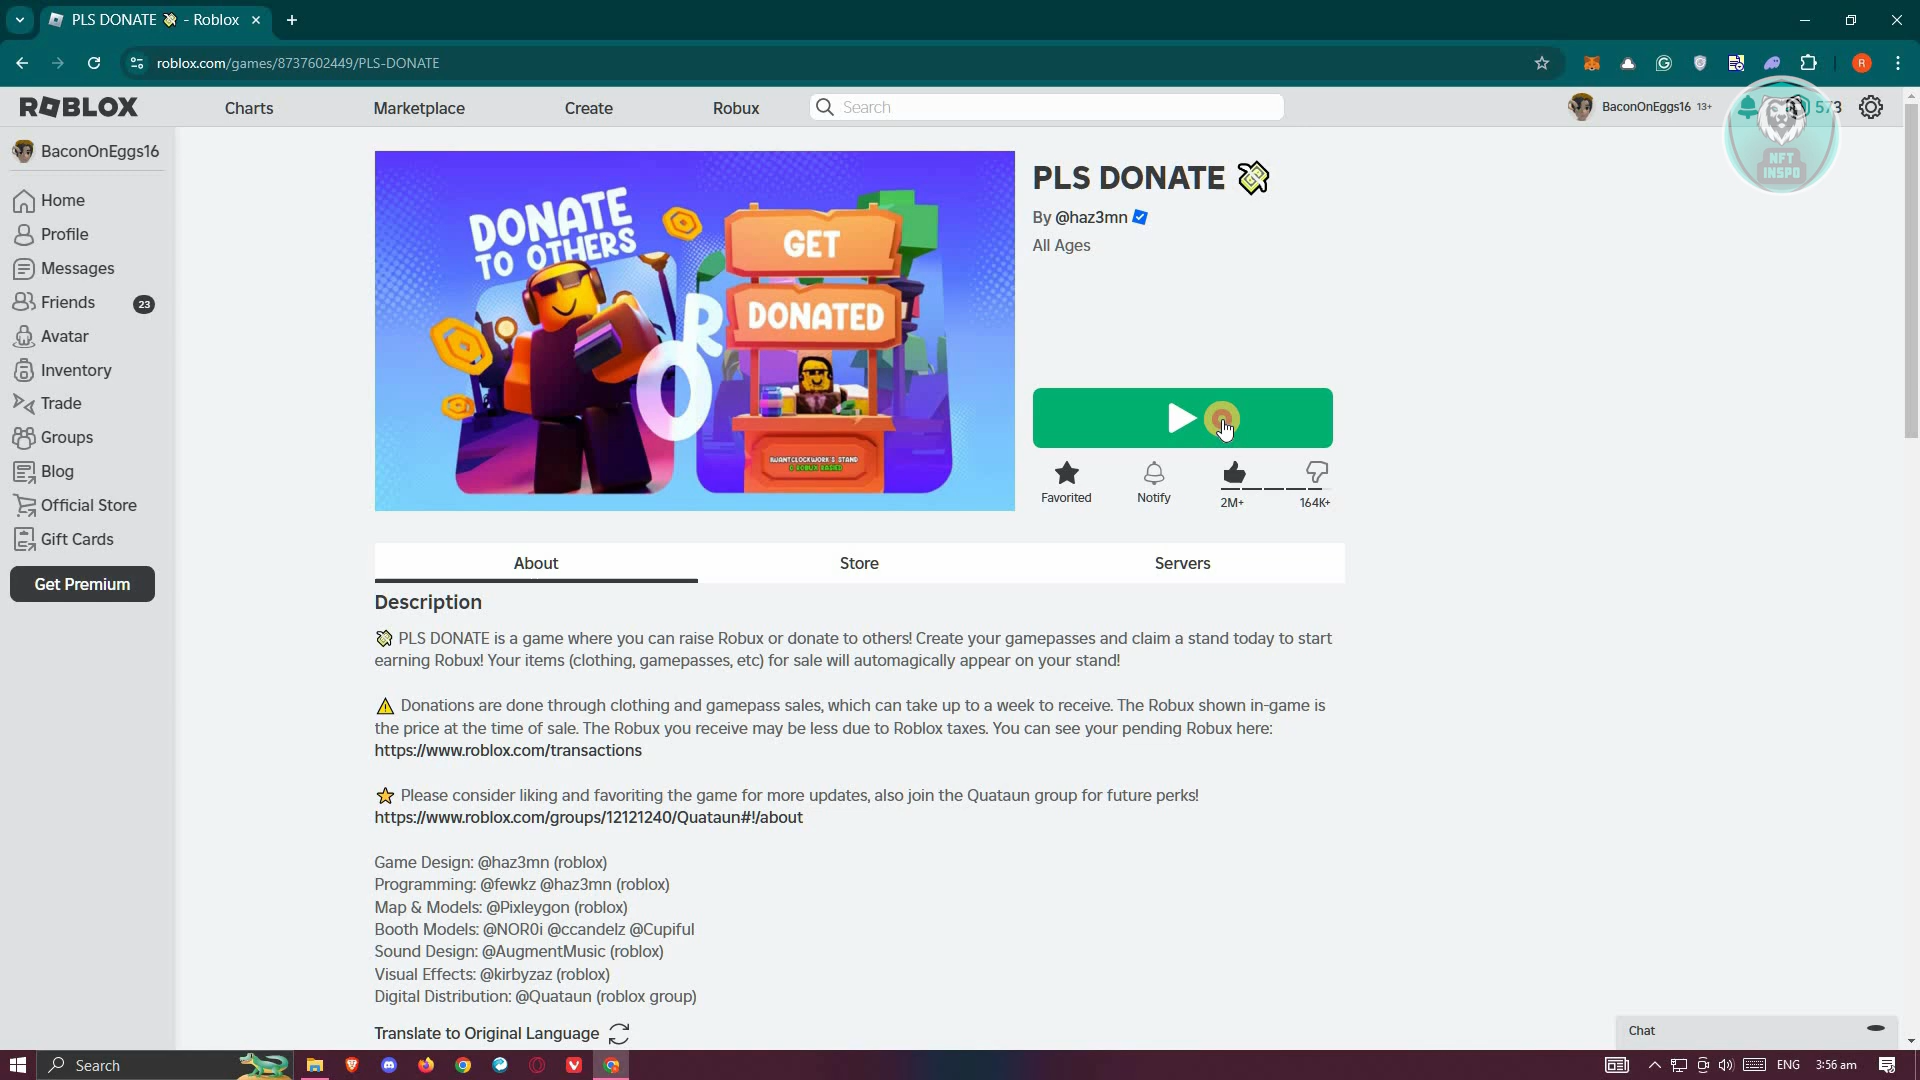 PLS DONATE 💸 - Roblox
roblox.com/games/8737602449/PLS-DONATE
R
ROBLOX
Charts
Marketplace
Create
Robux
Search
BaconOnEggs16 13+
573
NFT
INSPO
BaconOnEggs16
Home
Profile
Messages
Friends 23
Avatar
Inventory
Trade
Groups
Blog
Official Store
Gift Cards
Get Premium
DONATE
TO OTHERS
OR
GET
DONATED
IWANTCLOCKWORK'S STAND
0 ROBUX RAISED
PLS DONATE 💸
By @haz3mn
All Ages
Favorited
Notify
2M+
164K+
About
Store
Servers
Description
💸 PLS DONATE is a game where you can raise Robux or donate to others! Create your gamepasses and claim a stand today to start
earning Robux! Your items (clothing, gamepasses, etc) for sale will automagically appear on your stand!
⚠️ Donations are done through clothing and gamepass sales, which can take up to a week to receive. The Robux shown in-game is
the price at the time of sale. The Robux you receive may be less due to Roblox taxes. You can see your pending Robux here:
https://www.roblox.com/transactions
⭐ Please consider liking and favoriting the game for more updates, also join the Quataun group for future perks!
https://www.roblox.com/groups/12121240/Quataun#!/about
Game Design: @haz3mn (roblox)
Programming: @fewkz @haz3mn (roblox)
Map & Models: @Pixleygon (roblox)
Booth Models: @NOR0i @ccandelz @Cupiful
Sound Design: @AugmentMusic (roblox)
Visual Effects: @kirbyzaz (roblox)
Digital Distribution: @Quataun (roblox group)
Translate to Original Language
Chat
Search
ENG
3:56 am